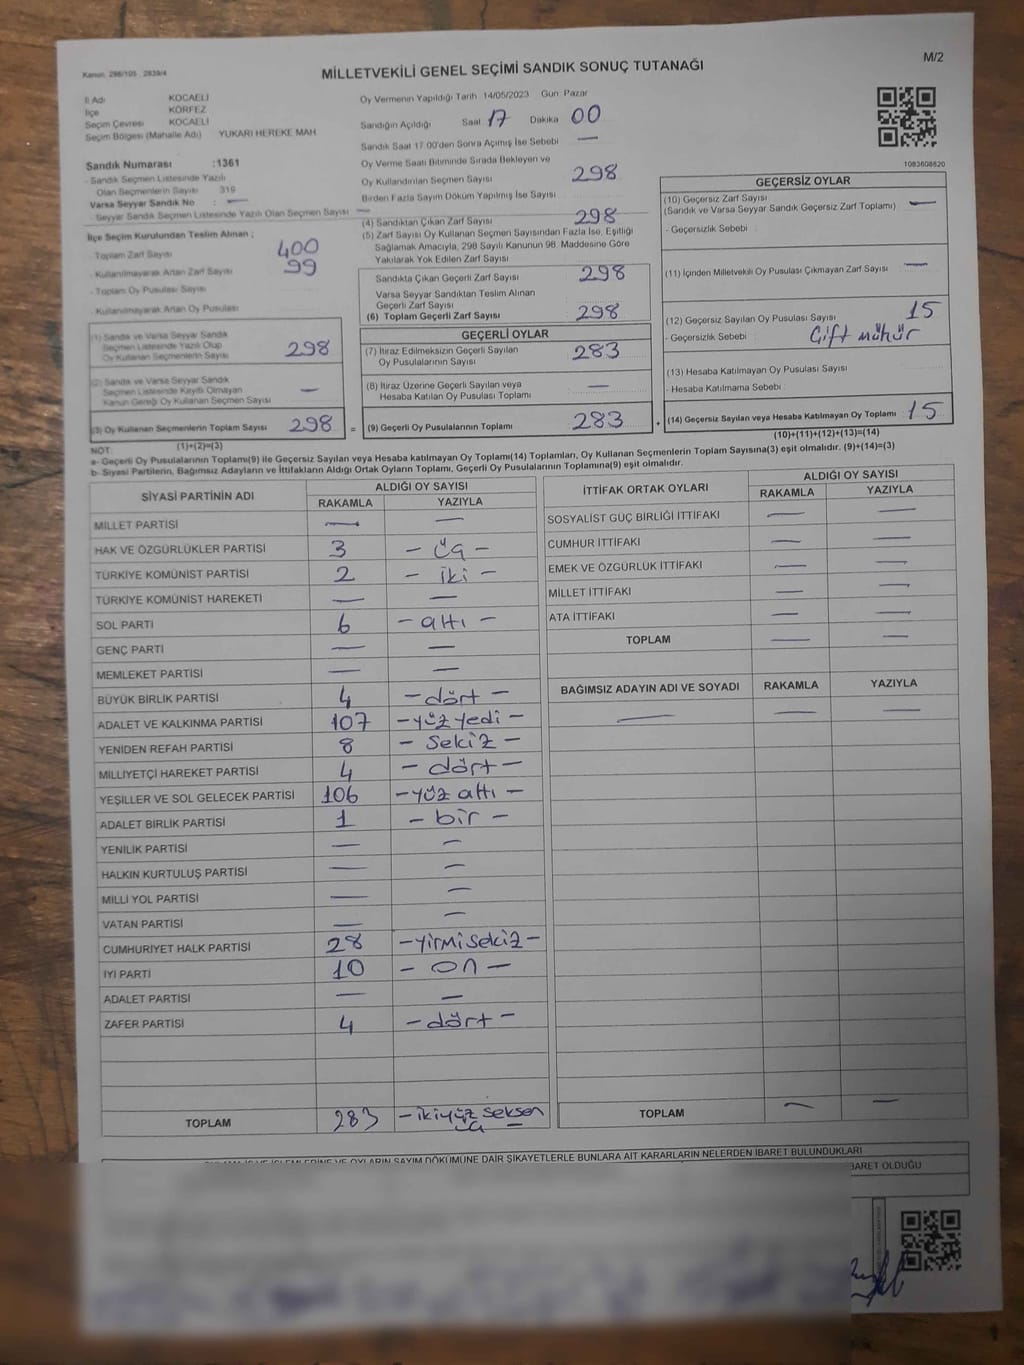 Kanun, 298/105 , 2839/4
MİLLETVEKİLİ GENEL SEÇİMİ SANDIK SONUÇ TUTANAĞI
M/2
İl Adı KOCAELİ
İlçe KÖRFEZ
Seçim Çevresi KOCAELİ
Seçim Bölgesi (Mahalle Adı) YUKARI HEREKE MAH
Sandık Numarası :1361
- Sandık Seçmen Listesinde Yazılı
Olan Seçmenlerin Sayısı 319
Varsa Seyyar Sandık No : —
- Seyyar Sandık Seçmen Listesinde Yazılı Olan Seçmen Sayısı —
İlçe Seçim Kurulundan Teslim Alınan ;
- Toplam Zarf Sayısı 400
- Kullanılmayarak Artan Zarf Sayısı 99
- Toplam Oy Pusulası Sayısı
- Kullanılmayarak Artan Oy Pusulası
(1) Sandık ve Varsa Seyyar Sandık
Seçmen Listesinde Yazılı Olup
Oy Kullanan Seçmenlerin Sayısı 298
(2) Sandık ve Varsa Seyyar Sandık
Seçmen Listesinde Kayıtlı Olmayan
Kanun Gereği Oy Kullanan Seçmen Sayısı —
(3) Oy Kullanan Seçmenlerin Toplam Sayısı 298
(1)+(2)=(3)
Oy Vermenin Yapıldığı Tarih 14/05/2023 Gün: Pazar
Sandığın Açıldığı Saat 17 Dakika 00
Sandık Saat 17.00'den Sonra Açılmış İse Sebebi —
Oy Verme Saati Bitiminde Sırada Bekleyen ve
Oy Kullandırılan Seçmen Sayısı 298
Birden Fazla Sayım Döküm Yapılmış İse Sayısı
(4) Sandıktan Çıkan Zarf Sayısı 298
(5) Zarf Sayısı Oy Kullanan Seçmen Sayısından Fazla İse, Eşitliği
Sağlamak Amacıyla, 298 Sayılı Kanunun 98. Maddesine Göre
Yakılarak Yok Edilen Zarf Sayısı
Sandıkta Çıkan Geçerli Zarf Sayısı 298
Varsa Seyyar Sandıktan Teslim Alınan
Geçerli Zarf Sayısı
(6) Toplam Geçerli Zarf Sayısı 298
GEÇERLİ OYLAR
(7) İtiraz Edilmeksizin Geçerli Sayılan
Oy Pusulalarının Sayısı 283
(8) İtiraz Üzerine Geçerli Sayılan veya
Hesaba Katılan Oy Pusulaları Toplamı —
= (9) Geçerli Oy Pusulalarının Toplamı 283
1083608620
GEÇERSİZ OYLAR
(10) Geçersiz Zarf Sayısı
(Sandık ve Varsa Seyyar Sandık Geçersiz Zarf Toplamı) —
- Geçersizlik Sebebi :
(11) İçinden Milletvekili Oy Pusulası Çıkmayan Zarf Sayısı —
(12) Geçersiz Sayılan Oy Pusulası Sayısı 15
- Geçersizlik Sebebi : Çift mühür
(13) Hesaba Katılmayan Oy Pusulası Sayısı
- Hesaba Katılmama Sebebi :
+ (14) Geçersiz Sayılan veya Hesaba Katılmayan Oy Toplamı 15
(10)+(11)+(12)+(13)=(14)
NOT:
a- Geçerli Oy Pusulalarının Toplamı(9) ile Geçersiz Sayılan veya Hesaba katılmayan Oy Toplamı(14) Toplamları, Oy Kullanan Seçmenlerin Toplam Sayısına(3) eşit olmalıdır. (9)+(14)=(3)
b- Siyasi Partilerin, Bağımsız Adayların ve İttifakların Aldığı Ortak Oyların Toplamı, Geçerli Oy Pusulalarının Toplamına(9) eşit olmalıdır.
SİYASİ PARTİNİN ADI ALDIĞI OY SAYISI
RAKAMLA YAZIYLA
MİLLET PARTİSİ — —
HAK VE ÖZGÜRLÜKLER PARTİSİ 3 - üç -
TÜRKİYE KOMÜNİST PARTİSİ 2 - iki -
TÜRKİYE KOMÜNİST HAREKETİ — —
SOL PARTİ 6 - altı -
GENÇ PARTİ — —
MEMLEKET PARTİSİ — —
BÜYÜK BİRLİK PARTİSİ 4 - dört -
ADALET VE KALKINMA PARTİSİ 107 - yüz yedi -
YENİDEN REFAH PARTİSİ 8 - sekiz -
MİLLİYETÇİ HAREKET PARTİSİ 4 - dört -
YEŞİLLER VE SOL GELECEK PARTİSİ 106 - yüz altı -
ADALET BİRLİK PARTİSİ 1 - bir -
YENİLİK PARTİSİ — —
HALKIN KURTULUŞ PARTİSİ — —
MİLLİ YOL PARTİSİ — —
VATAN PARTİSİ — —
CUMHURİYET HALK PARTİSİ 28 - yirmi sekiz -
İYİ PARTİ 10 - on -
ADALET PARTİSİ — —
ZAFER PARTİSİ 4 - dört -
TOPLAM 283 - ikiyüz seksen
üç -
İTTİFAK ORTAK OYLARI ALDIĞI OY SAYISI
RAKAMLA YAZIYLA
SOSYALİST GÜÇ BİRLİĞİ İTTİFAKI — —
CUMHUR İTTİFAKI — —
EMEK VE ÖZGÜRLÜK İTTİFAKI — —
MİLLET İTTİFAKI — —
ATA İTTİFAKI — —
TOPLAM — —
BAĞIMSIZ ADAYIN ADI VE SOYADI RAKAMLA YAZIYLA
— — —
TOPLAM — —
OYLARIN SAYIM DÖKÜMÜNE DAİR ŞİKAYETLERLE BUNLARA AİT KARARLARIN NELERDEN İBARET BULUNDUKLARI
BARET OLDUĞU